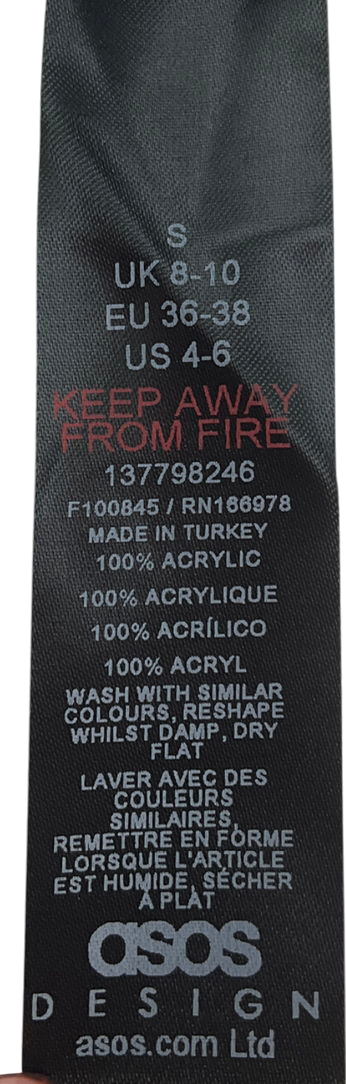 S
UK 8-10
EU 36-38
US 4-6
KEEP AWAY
FROM FIRE
137798246
F100845 / RN166978
MADE IN TURKEY
100% ACRYLIC
100% ACRYLIQUE
100% ACRÍLICO
100% ACRYL
WASH WITH SIMILAR
COLOURS, RESHAPE
WHILST DAMP, DRY
FLAT
LAVER AVEC DES
COULEURS
SIMILAIRES,
REMETTRE EN FORME
LORSQUE L'ARTICLE
EST HUMIDE, SÉCHER
À PLAT
asos
DESIGN
asos.com Ltd